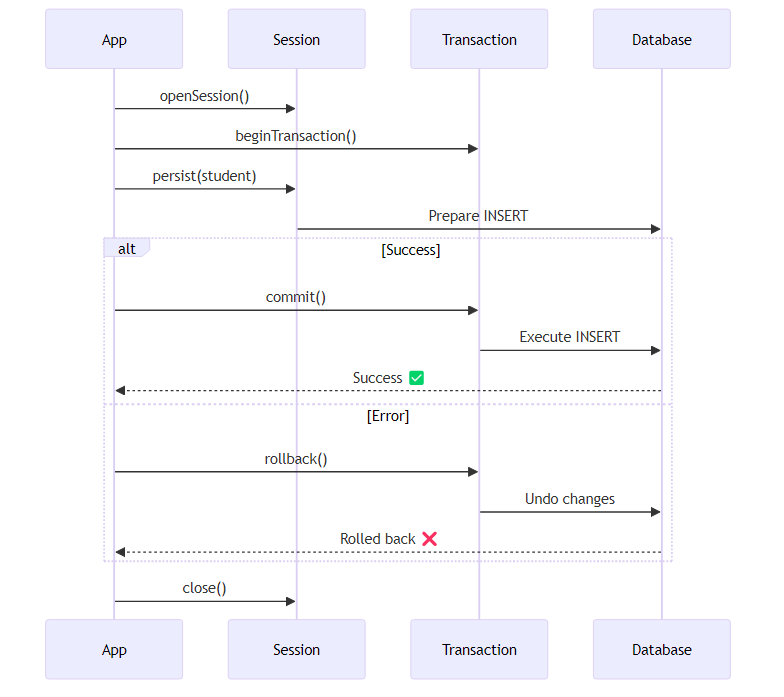 App Session Transaction Database
openSession()
beginTransaction()
persist(student)
Prepare INSERT
alt [Success]
commit()
Execute INSERT
Success ✅
[Error]
rollback()
Undo changes
Rolled back ❌
close()
App Session Transaction Database